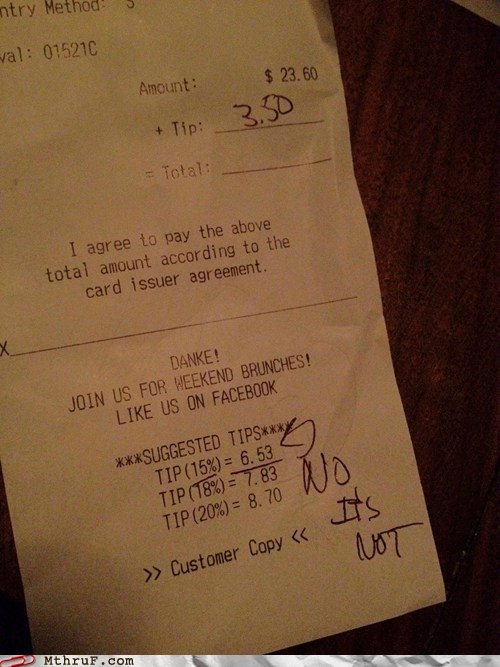 ntry Method: S
val: 01521C
Amount: $ 23.60
+ Tip: 3.50
= Total:
I agree to pay the above
total amount according to the
card issuer agreement.
X
DANKE!
JOIN US FOR WEEKEND BRUNCHES!
LIKE US ON FACEBOOK
***SUGGESTED TIPS***
TIP(15%)= 6.53
TIP(18%)= 7.83
TIP(20%)= 8.70
NO
It's
NOT
>> Customer Copy <<
MThruF.com